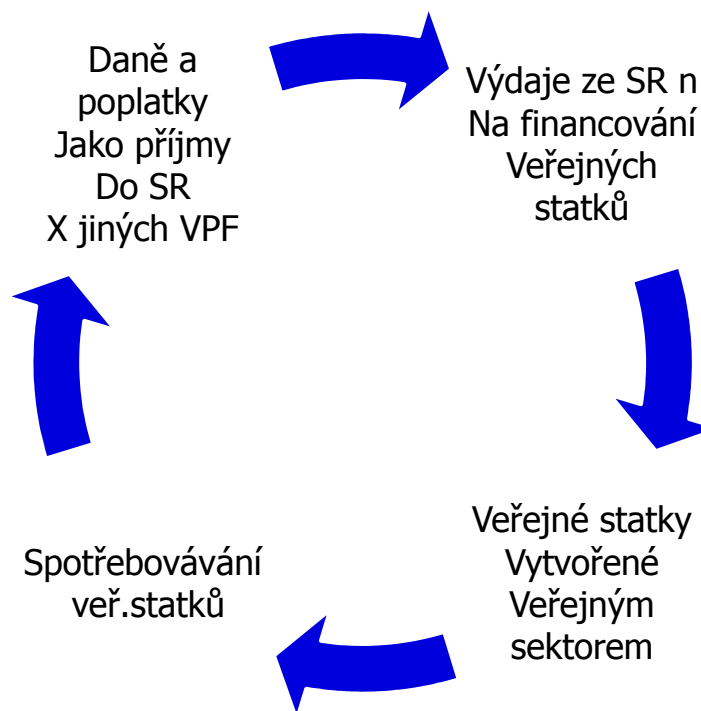 Daně a
poplatky
Jako příjmy
Do SR
X jiných VPF
Výdaje ze SR n
Na financování
Veřejných
statků
Veřejné statky
Vytvořené
Veřejným
sektorem
Spotřebovávání
veř.statků